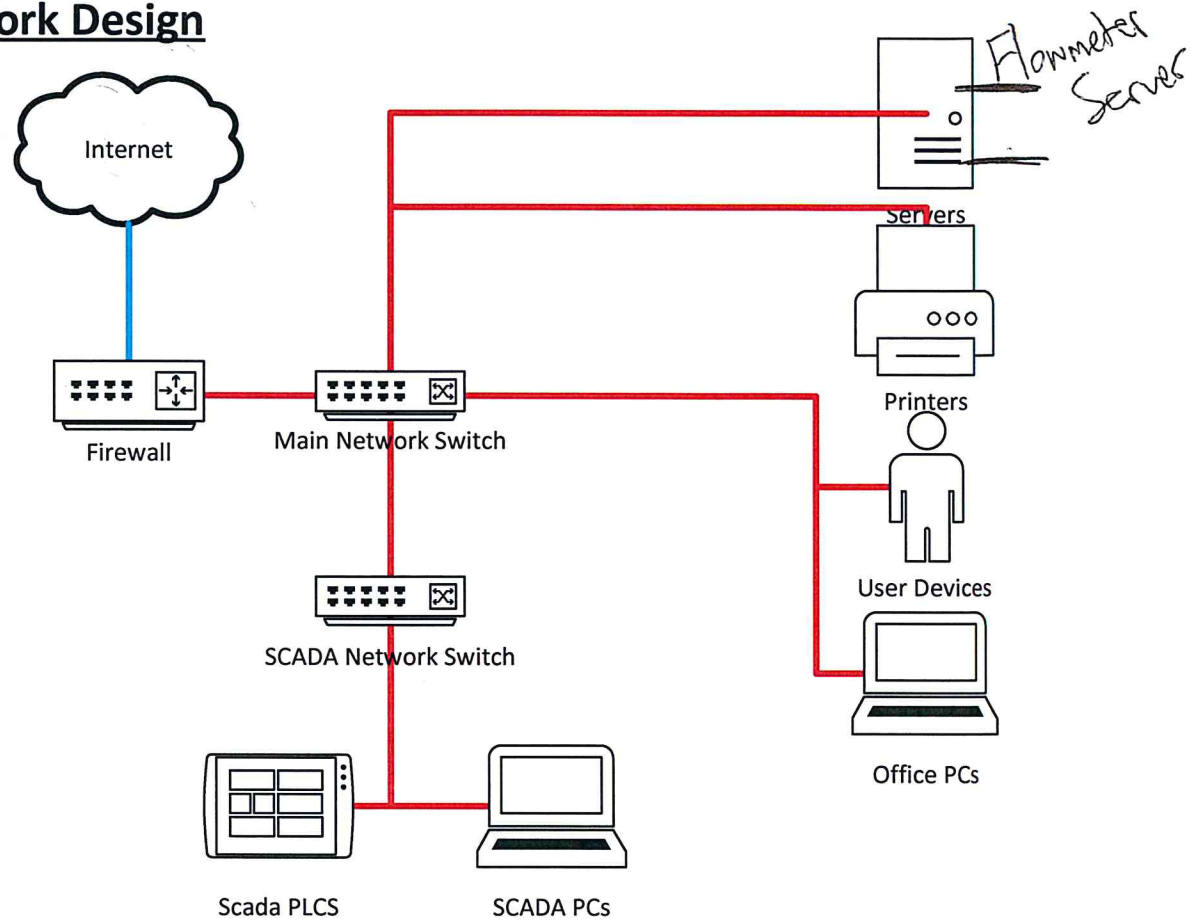 ork Design
Flowmeter
Server
Internet
Servers
Printers
Firewall
Main Network Switch
User Devices
SCADA Network Switch
Office PCs
Scada PLCS
SCADA PCs